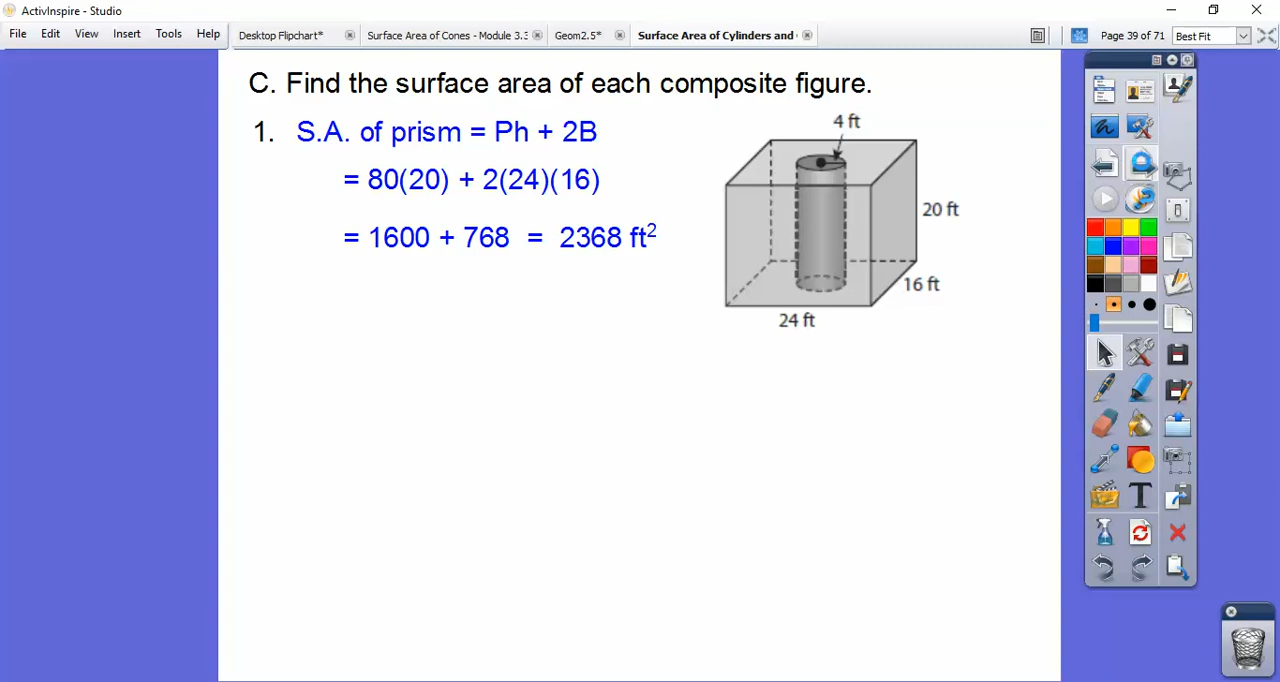 ActivInspire - Studio
File Edit View Insert Tools Help
Desktop Flipchart* Surface Area of Cones - Module 3.3 Geom2.5* Surface Area of Cylinders and
Page 39 of 71 Best Fit
C. Find the surface area of each composite figure.
1. S.A. of prism = Ph + 2B
= 80(20) + 2(24)(16)
= 1600 + 768 = 2368 ft²
4 ft
20 ft
16 ft
24 ft
T